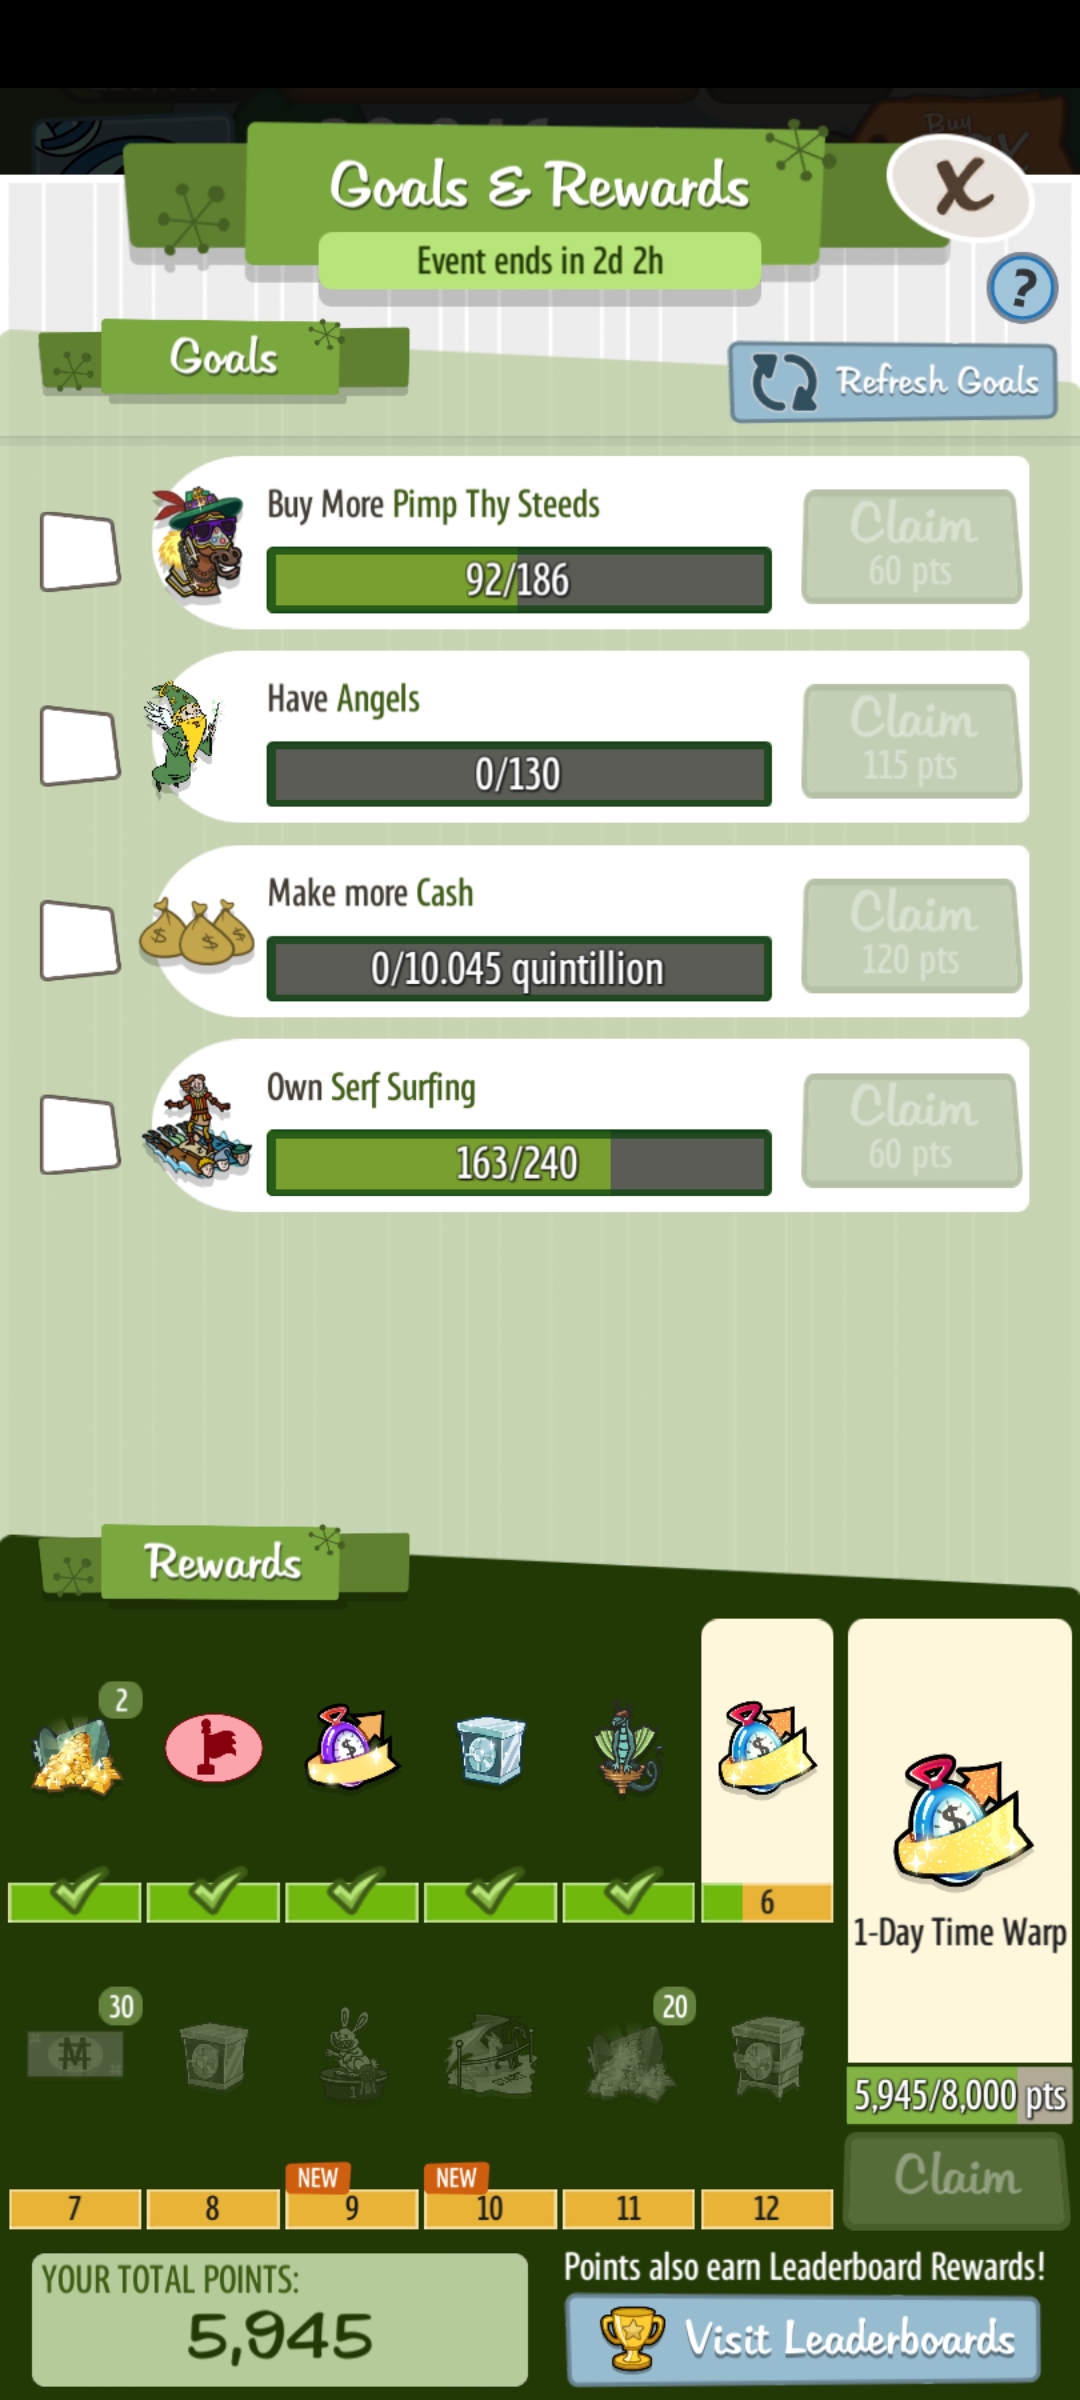 Buy
Goals & Rewards
X
Event ends in 2d 2h
?
Goals
Refresh Goals
Buy More Pimp Thy Steeds
92/186
Claim
60 pts
Have Angels
0/130
Claim
115 pts
Make more Cash
0/10.045 quintillion
Claim
120 pts
Own Serf Surfing
163/240
Claim
60 pts
Rewards
2
6
1-Day Time Warp
30
20
5,945/8,000 pts
Claim
NEW
NEW
7
8
9
10
11
12
YOUR TOTAL POINTS:
5,945
Points also earn Leaderboard Rewards!
Visit Leaderboards